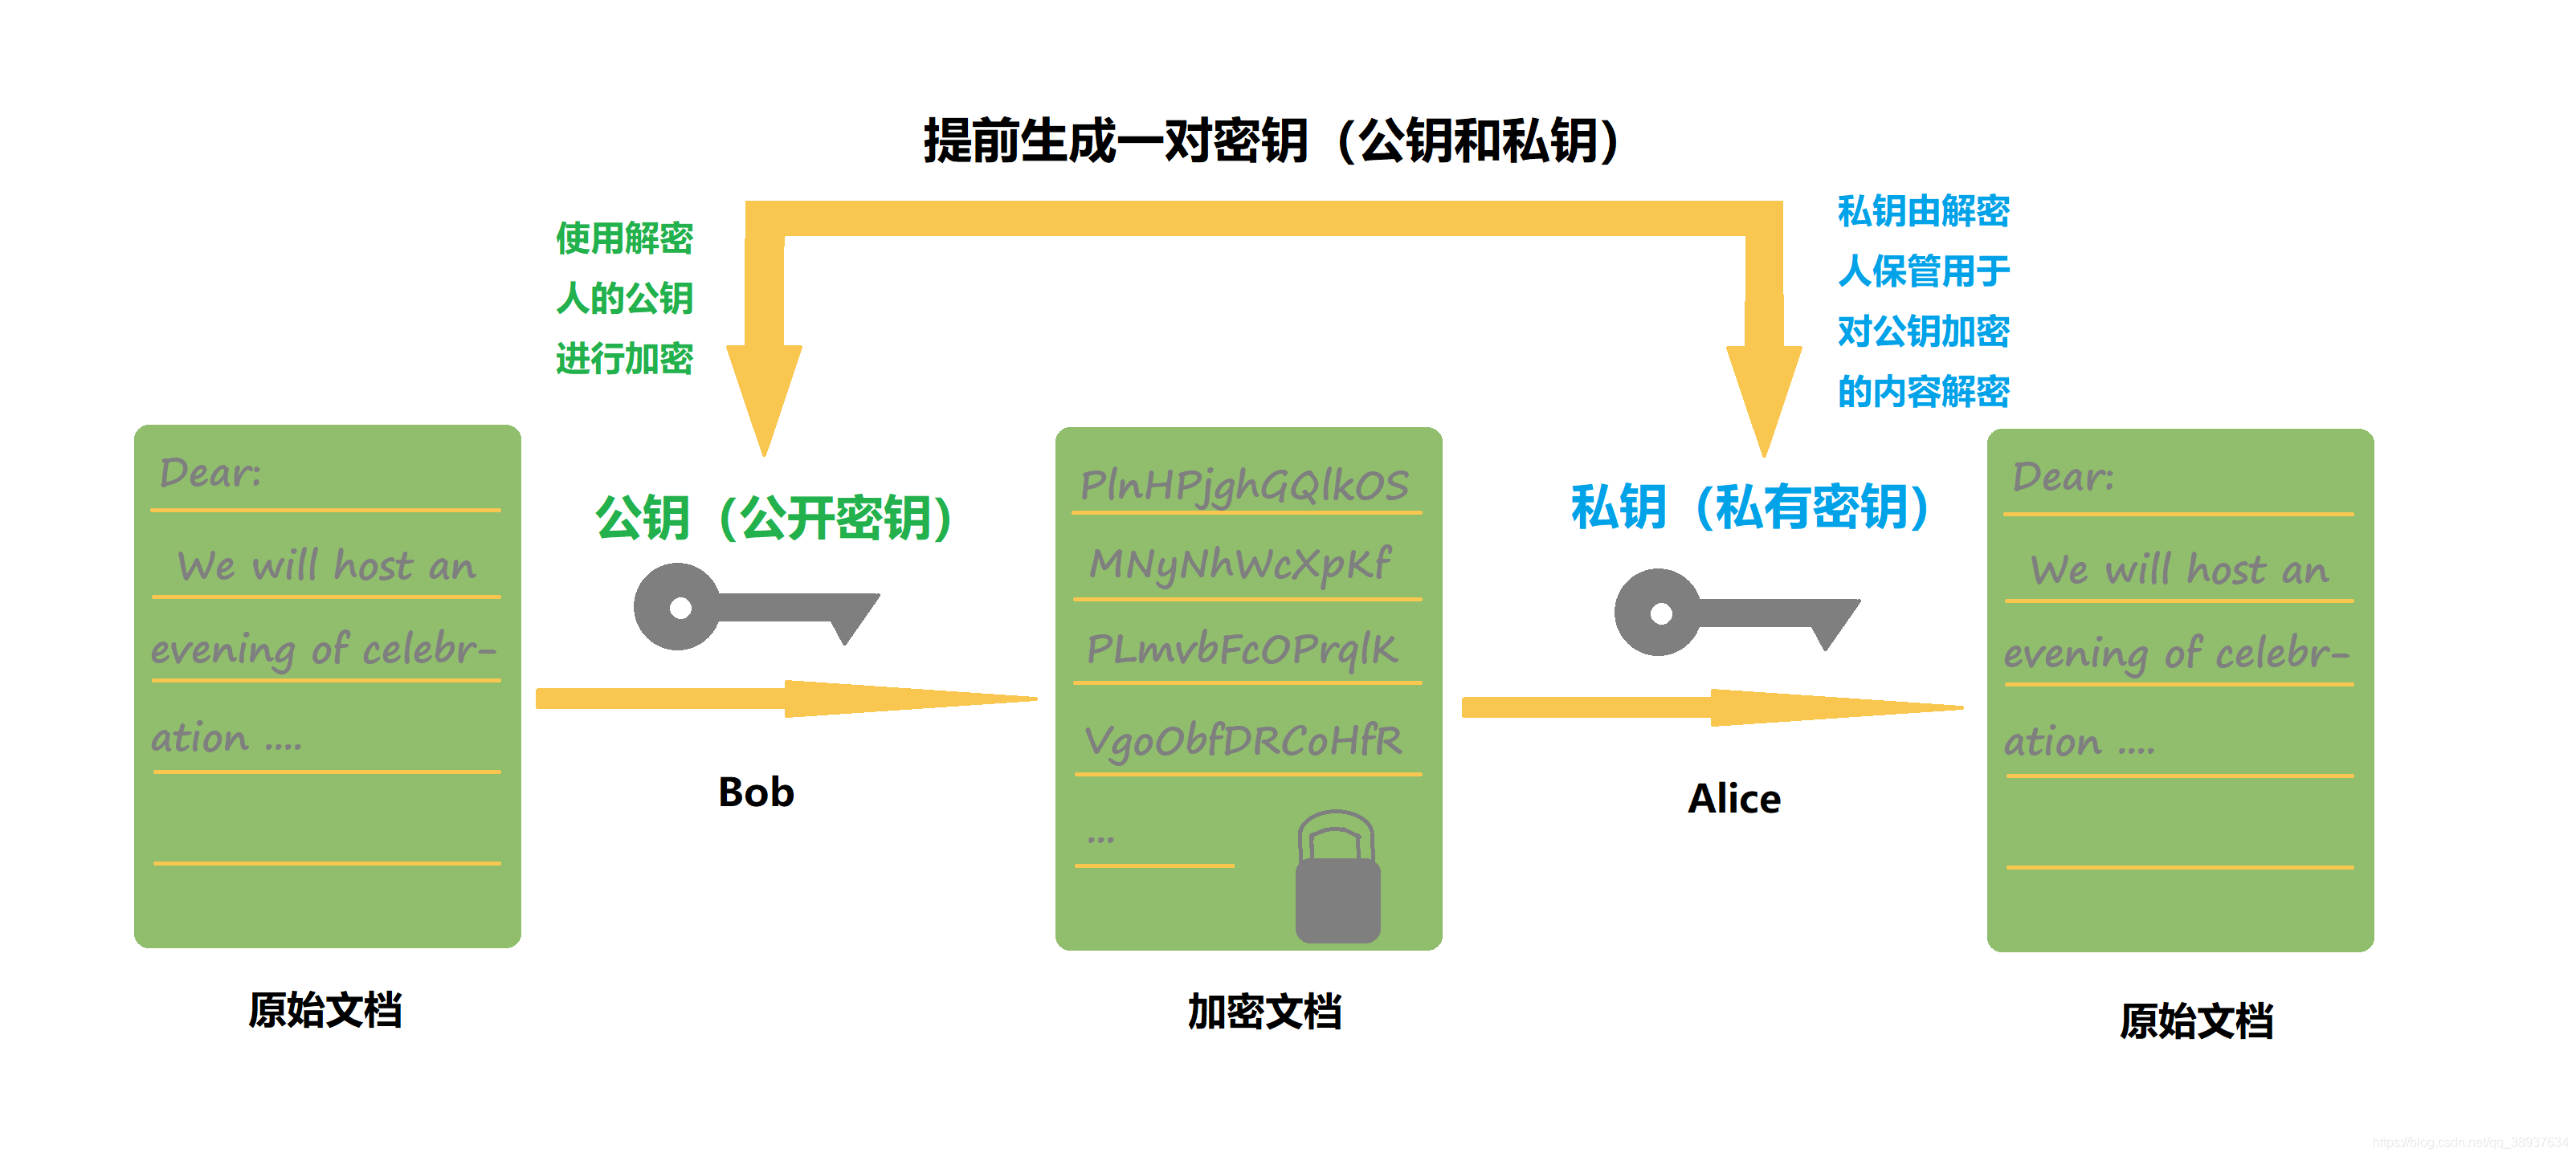 提前生成一对密钥（公钥和私钥）
使用解密
人的公钥
进行加密
私钥由解密
人保管用于
对公钥加密
的内容解密
Dear:
We will host an
evening of celebr-
ation ....
原始文档
公钥（公开密钥）
Bob
PlnHPjghGQlkOS
MNyNhWcXpKf
PLmvbFcOPrqlK
VgoObfDRCoHfR
...
加密文档
私钥（私有密钥）
Alice
Dear:
We will host an
evening of celebr-
ation ....
原始文档
https://blog.csdn.net/qq_38937634